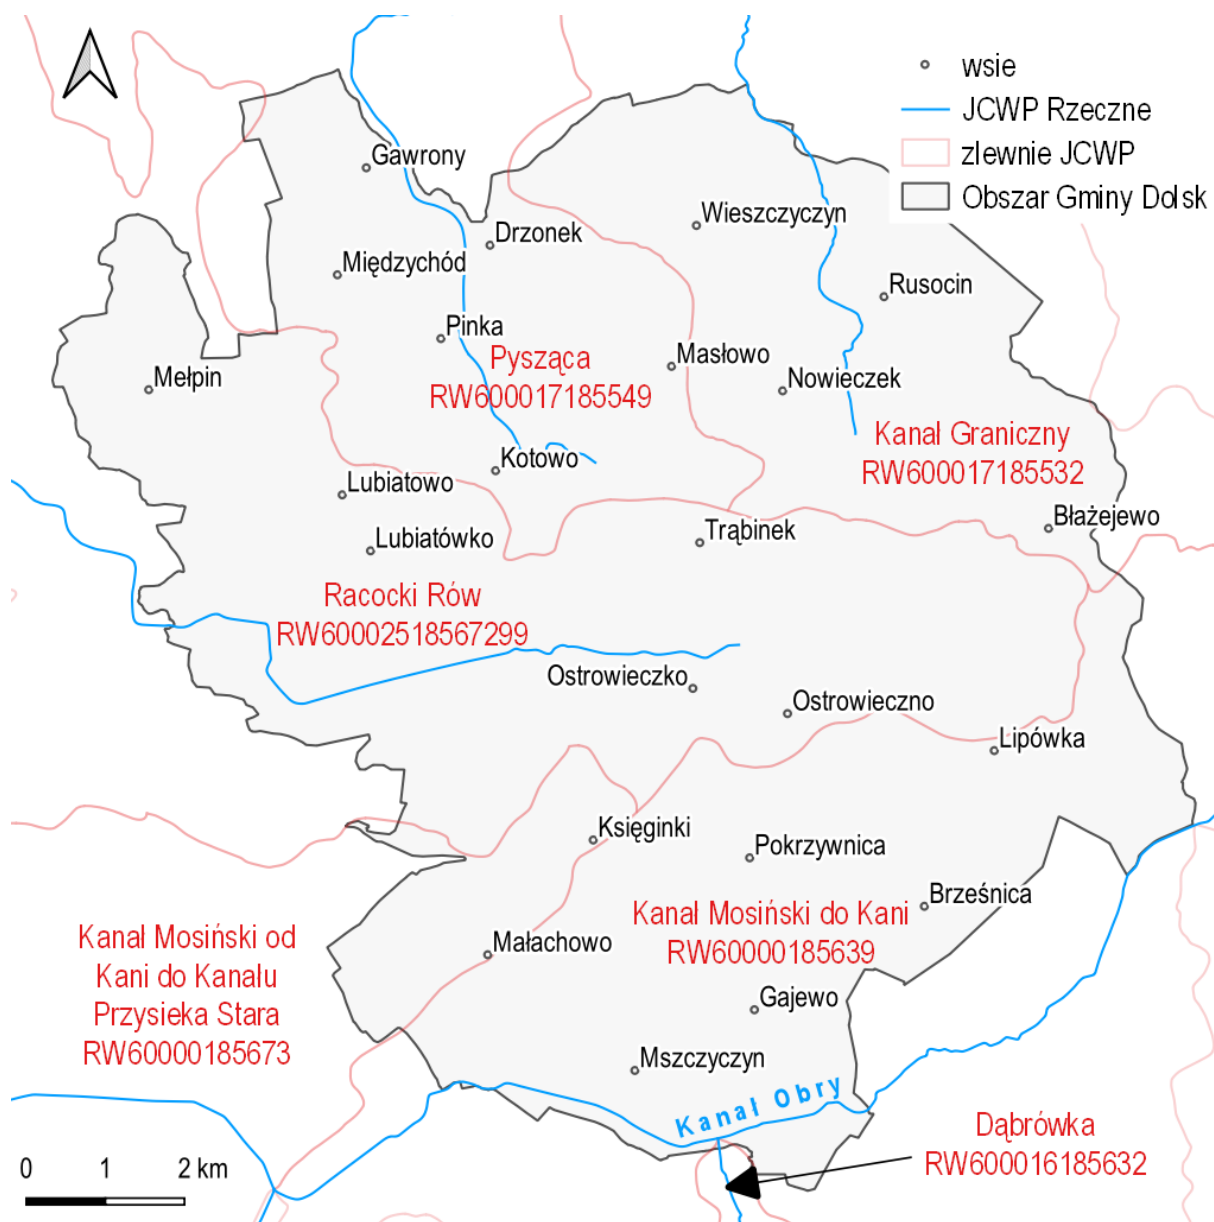 wsie
JCWP Rzeczne
zlewnie JCWP
Obszar Gminy Dolsk
Gawrony
Wieszczyczyn
Drzonek
Międzychód
Rusocin
Pinka
Masłowo
Pysząca
RW600017185549
Mełpin
Nowieczek
Kanał Graniczny
RW600017185532
Kotowo
Lubiatowo
Błażejewo
Trąbinek
Lubiatówko
Racocki Rów
RW60002518567299
Ostrowieczko
Ostrowieczno
Lipówka
Księginki
Pokrzywnica
Brześnica
Kanał Mosiński do Kani
RW60000185639
Kanał Mosiński od
Kani do Kanału
Przysieka Stara
RW60000185673
Małachowo
Gajewo
Mszczyczyn
Kanał Obry
Dąbrówka
RW600016185632
0 1 2 km